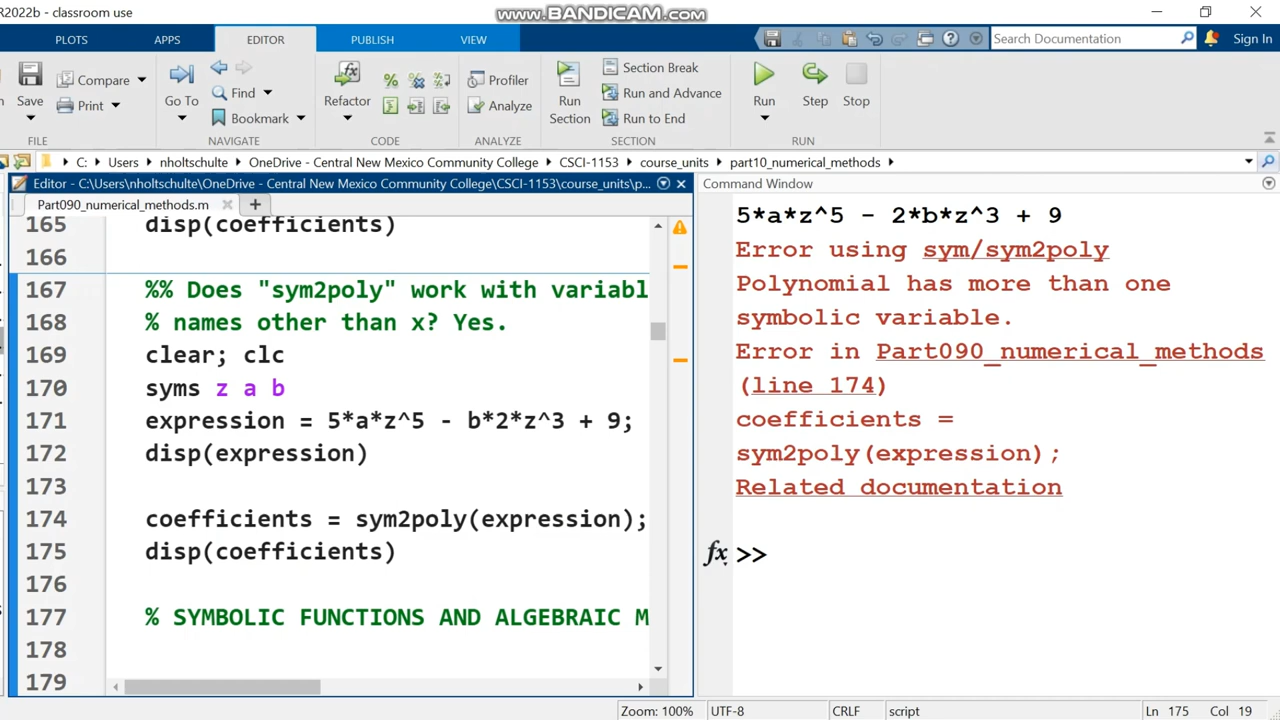 R2022b - classroom use
www.BANDICAM.com
PLOTS APPS EDITOR PUBLISH VIEW
Search Documentation
Sign In
Save
Compare
Print
FILE
Go To
Find
Bookmark
NAVIGATE
Refactor
CODE
Profiler
Analyze
ANALYZE
Run Section
Section Break
Run and Advance
Run to End
SECTION
Run
Step
Stop
RUN
C: Users nholtschulte OneDrive - Central New Mexico Community College CSCI-1153 course_units part10_numerical_methods
Editor - C:\Users\nholtschulte\OneDrive - Central New Mexico Community College\CSCI-1153\course_units\p...
Part090_numerical_methods.m
165 disp(coefficients)
166
167 %% Does "sym2poly" work with variabl
168 % names other than x? Yes.
169 clear; clc
170 syms z a b
171 expression = 5*a*z^5 - b*2*z^3 + 9;
172 disp(expression)
173
174 coefficients = sym2poly(expression);
175 disp(coefficients)
176
177 % SYMBOLIC FUNCTIONS AND ALGEBRAIC M
178
179
Command Window
5*a*z^5 - 2*b*z^3 + 9
Error using sym/sym2poly
Polynomial has more than one
symbolic variable.
Error in Part090_numerical_methods
(line 174)
coefficients =
sym2poly(expression);
Related documentation
fx >>
Zoom: 100% UTF-8 CRLF script Ln 175 Col 19